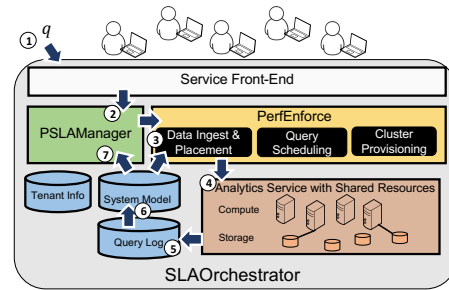 1 q
Service Front-End
2
PSLAManager
PerfEnforce
3
Data Ingest &
Placement
Query
Scheduling
Cluster
Provisioning
7
4
Tenant Info
System Model
Analytics Service with Shared Resources
Compute
6
Storage
Query Log
5
SLAOrchestrator